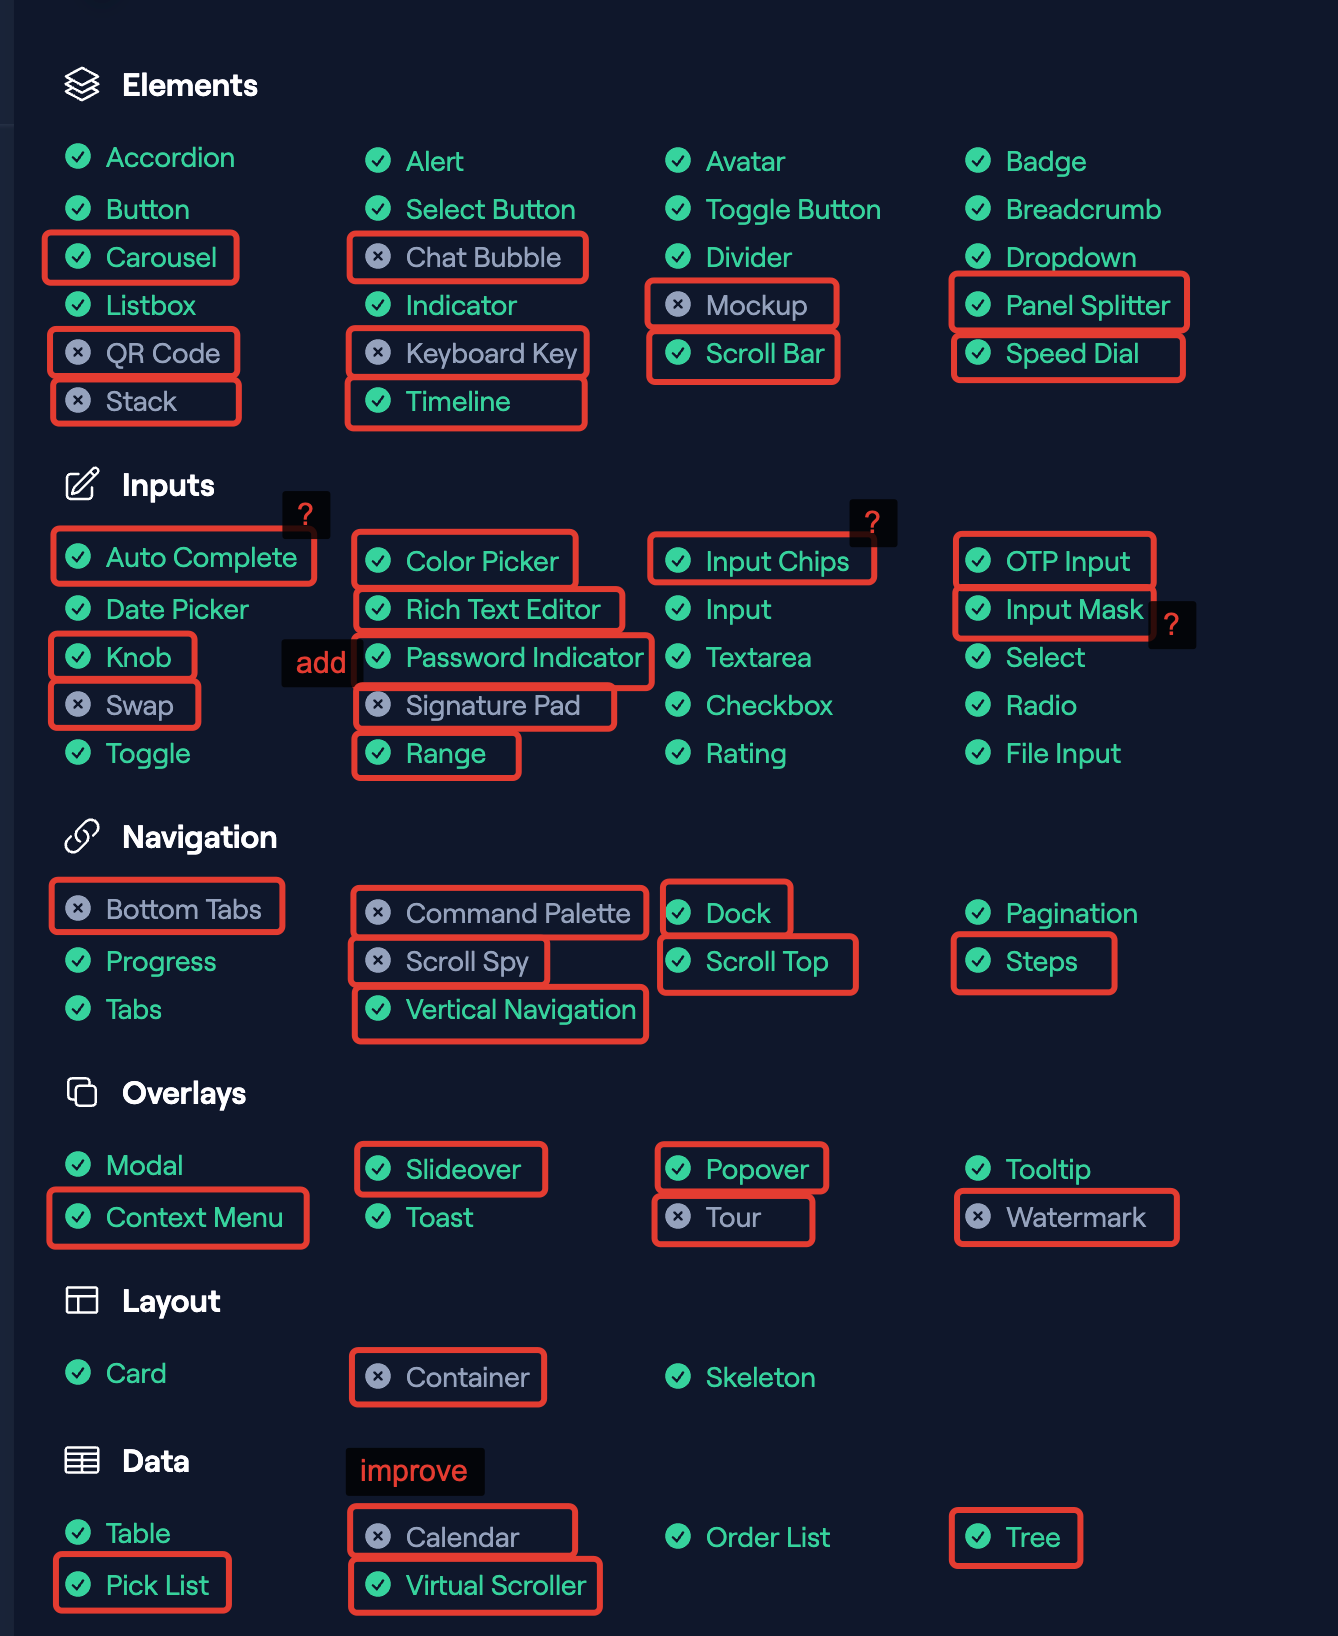 Elements
Accordion Alert Avatar Badge
Button Select Button Toggle Button Breadcrumb
Carousel Chat Bubble Divider Dropdown
Listbox Indicator Mockup Panel Splitter
QR Code Keyboard Key Scroll Bar Speed Dial
Stack Timeline
Inputs
? ?
Auto Complete Color Picker Input Chips OTP Input
Date Picker Rich Text Editor Input Input Mask ?
Knob add Password Indicator Textarea Select
Swap Signature Pad Checkbox Radio
Toggle Range Rating File Input
Navigation
Bottom Tabs Command Palette Dock Pagination
Progress Scroll Spy Scroll Top Steps
Tabs Vertical Navigation
Overlays
Modal Slideover Popover Tooltip
Context Menu Toast Tour Watermark
Layout
Card Container Skeleton
Data
improve
Table Calendar Order List Tree
Pick List Virtual Scroller